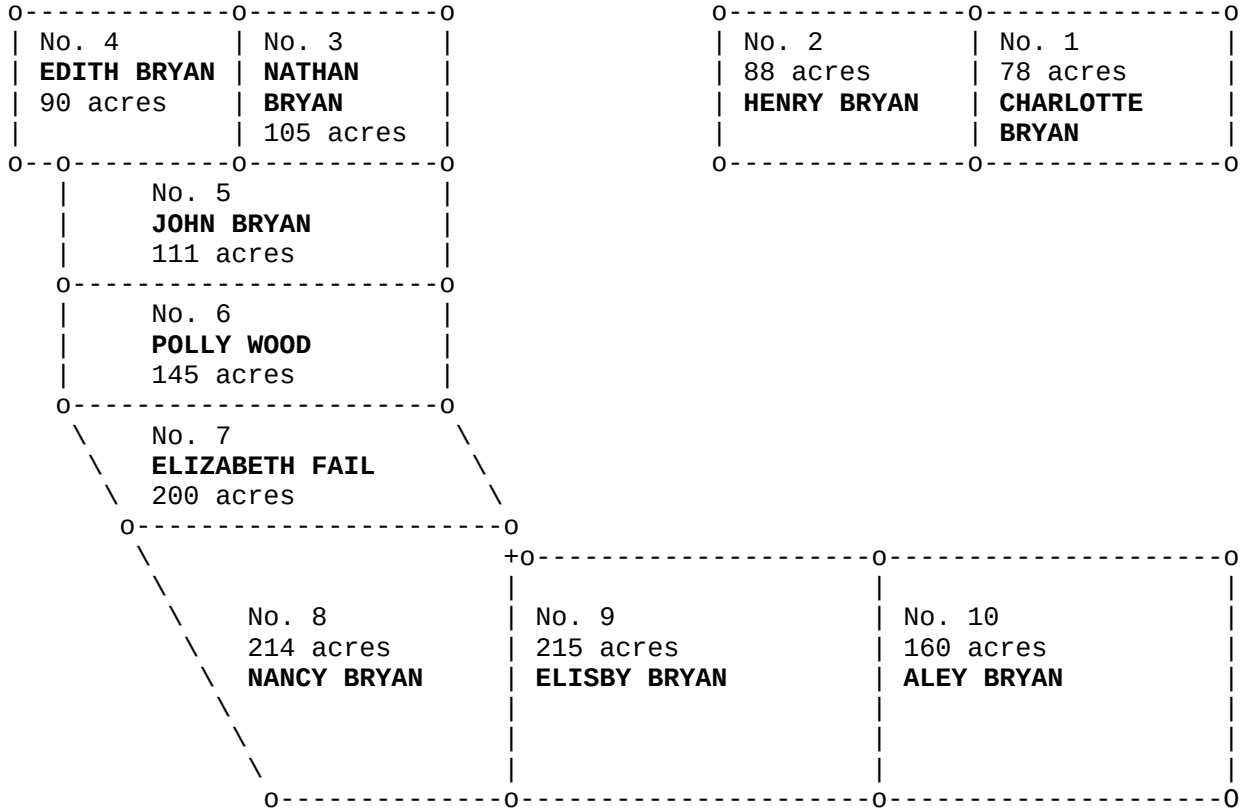 No. 4
EDITH BRYAN
90 acres
No. 3
NATHAN
BRYAN
105 acres
No. 2
88 acres
HENRY BRYAN
No. 1
78 acres
CHARLOTTE
BRYAN
No. 5
JOHN BRYAN
111 acres
No. 6
POLLY WOOD
145 acres
No. 7
ELIZABETH FAIL
200 acres
No. 8
214 acres
NANCY BRYAN
No. 9
215 acres
ELISBY BRYAN
No. 10
160 acres
ALEY BRYAN